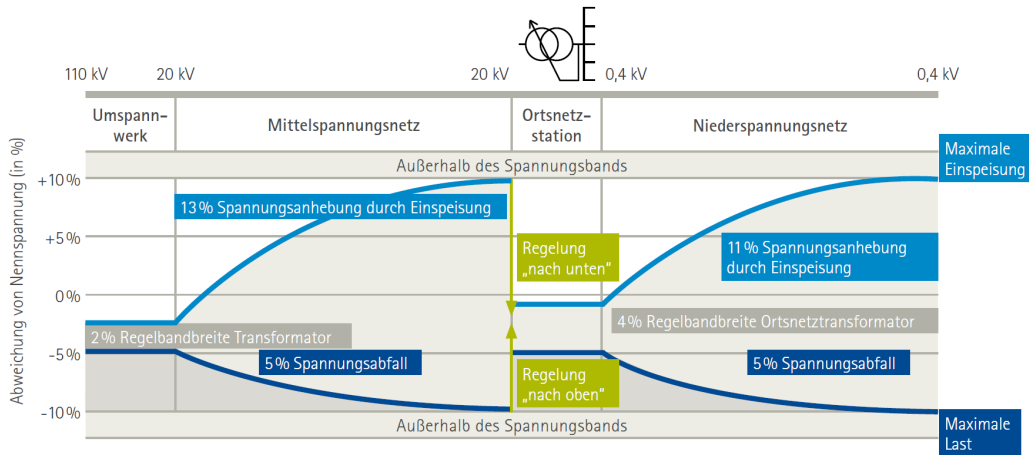 110 kV
20 kV
20 kV
0,4 kV
0,4 kV
Umspann-
werk
Mittelspannungsnetz
Ortsnetz-
station
Niederspannungsnetz
Abweichung von Nennspannung (in %)
Außerhalb des Spannungsbands
Maximale
Einspeisung
+10%
13% Spannungsanhebung durch Einspeisung
+5%
Regelung
„nach unten“
11% Spannungsanhebung
durch Einspeisung
0%
2% Regelbandbreite Transformator
4% Regelbandbreite Ortsnetztransformator
-5%
5% Spannungsabfall
Regelung
„nach oben“
5% Spannungsabfall
-10%
Außerhalb des Spannungsbands
Maximale
Last